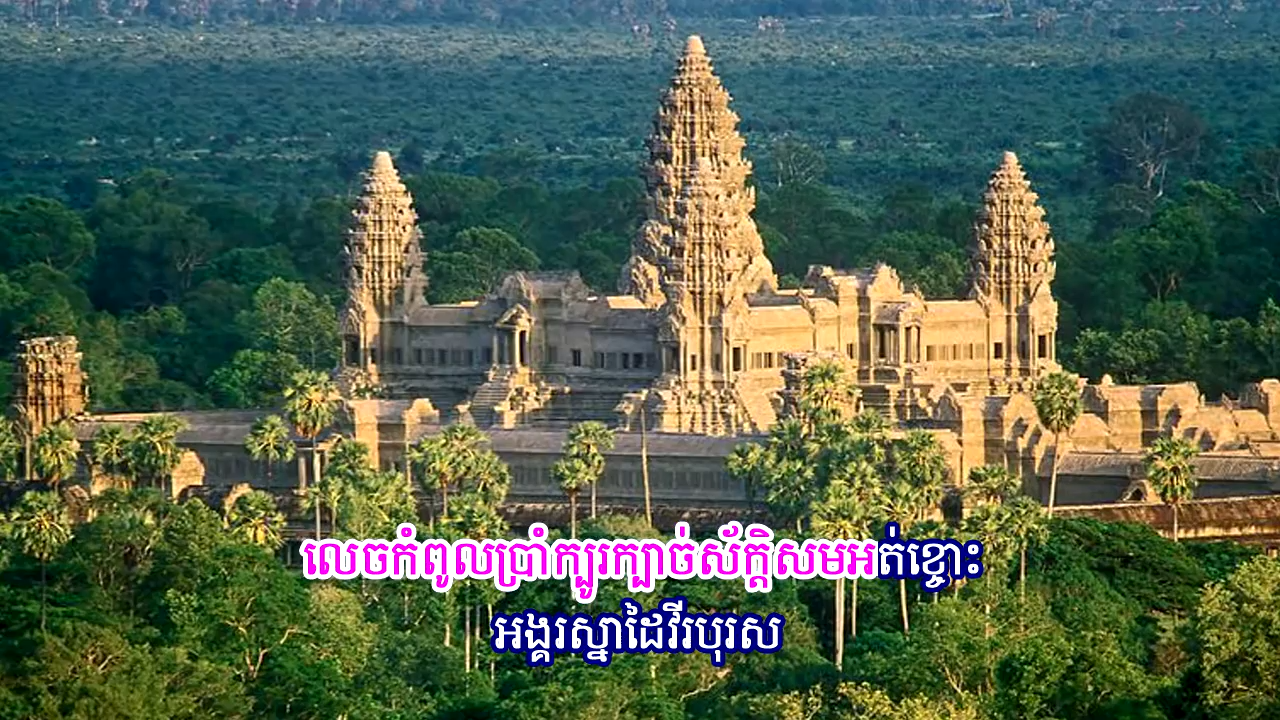 លេចកំពូលប្រាំក្បូរក្បាច់ស័ក្តិសមអត់ខ្ចោះ
អង្គរស្នាដៃវីរបុរស